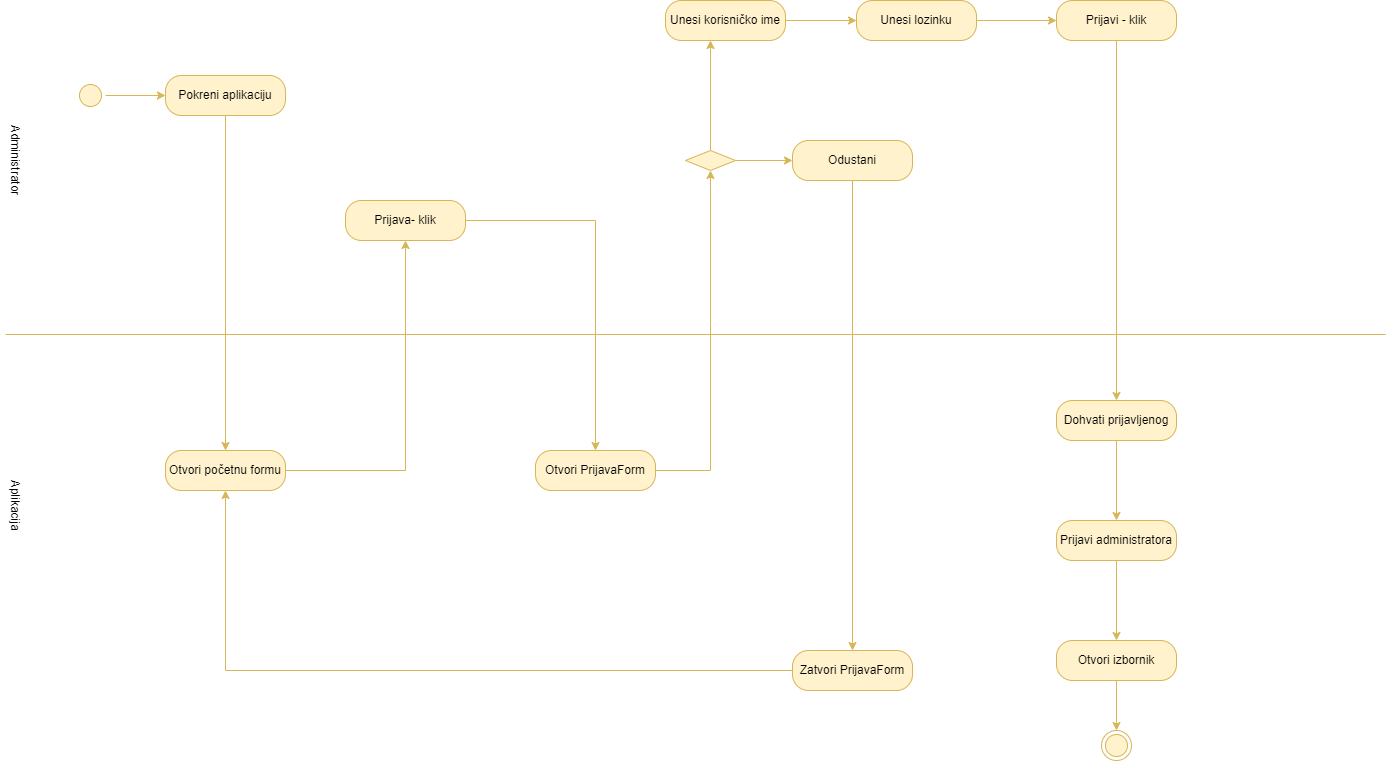 Unesi korisničko ime
Unesi lozinku
Prijavi - klik
Pokreni aplikaciju
Administrator
Odustani
Prijava- klik
Dohvati prijavljenog
Otvori početnu formu
Otvori PrijavaForm
Aplikacija
Prijavi administratora
Zatvori PrijavaForm
Otvori izbornik